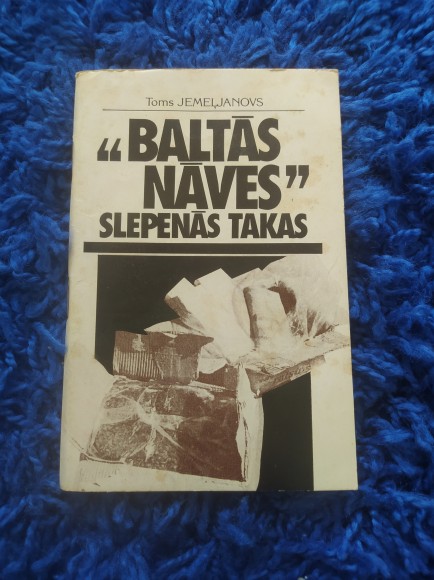 Toms JEMEĻJANOVS
„BALTĀS
NĀVES”
SLEPENĀS TAKAS